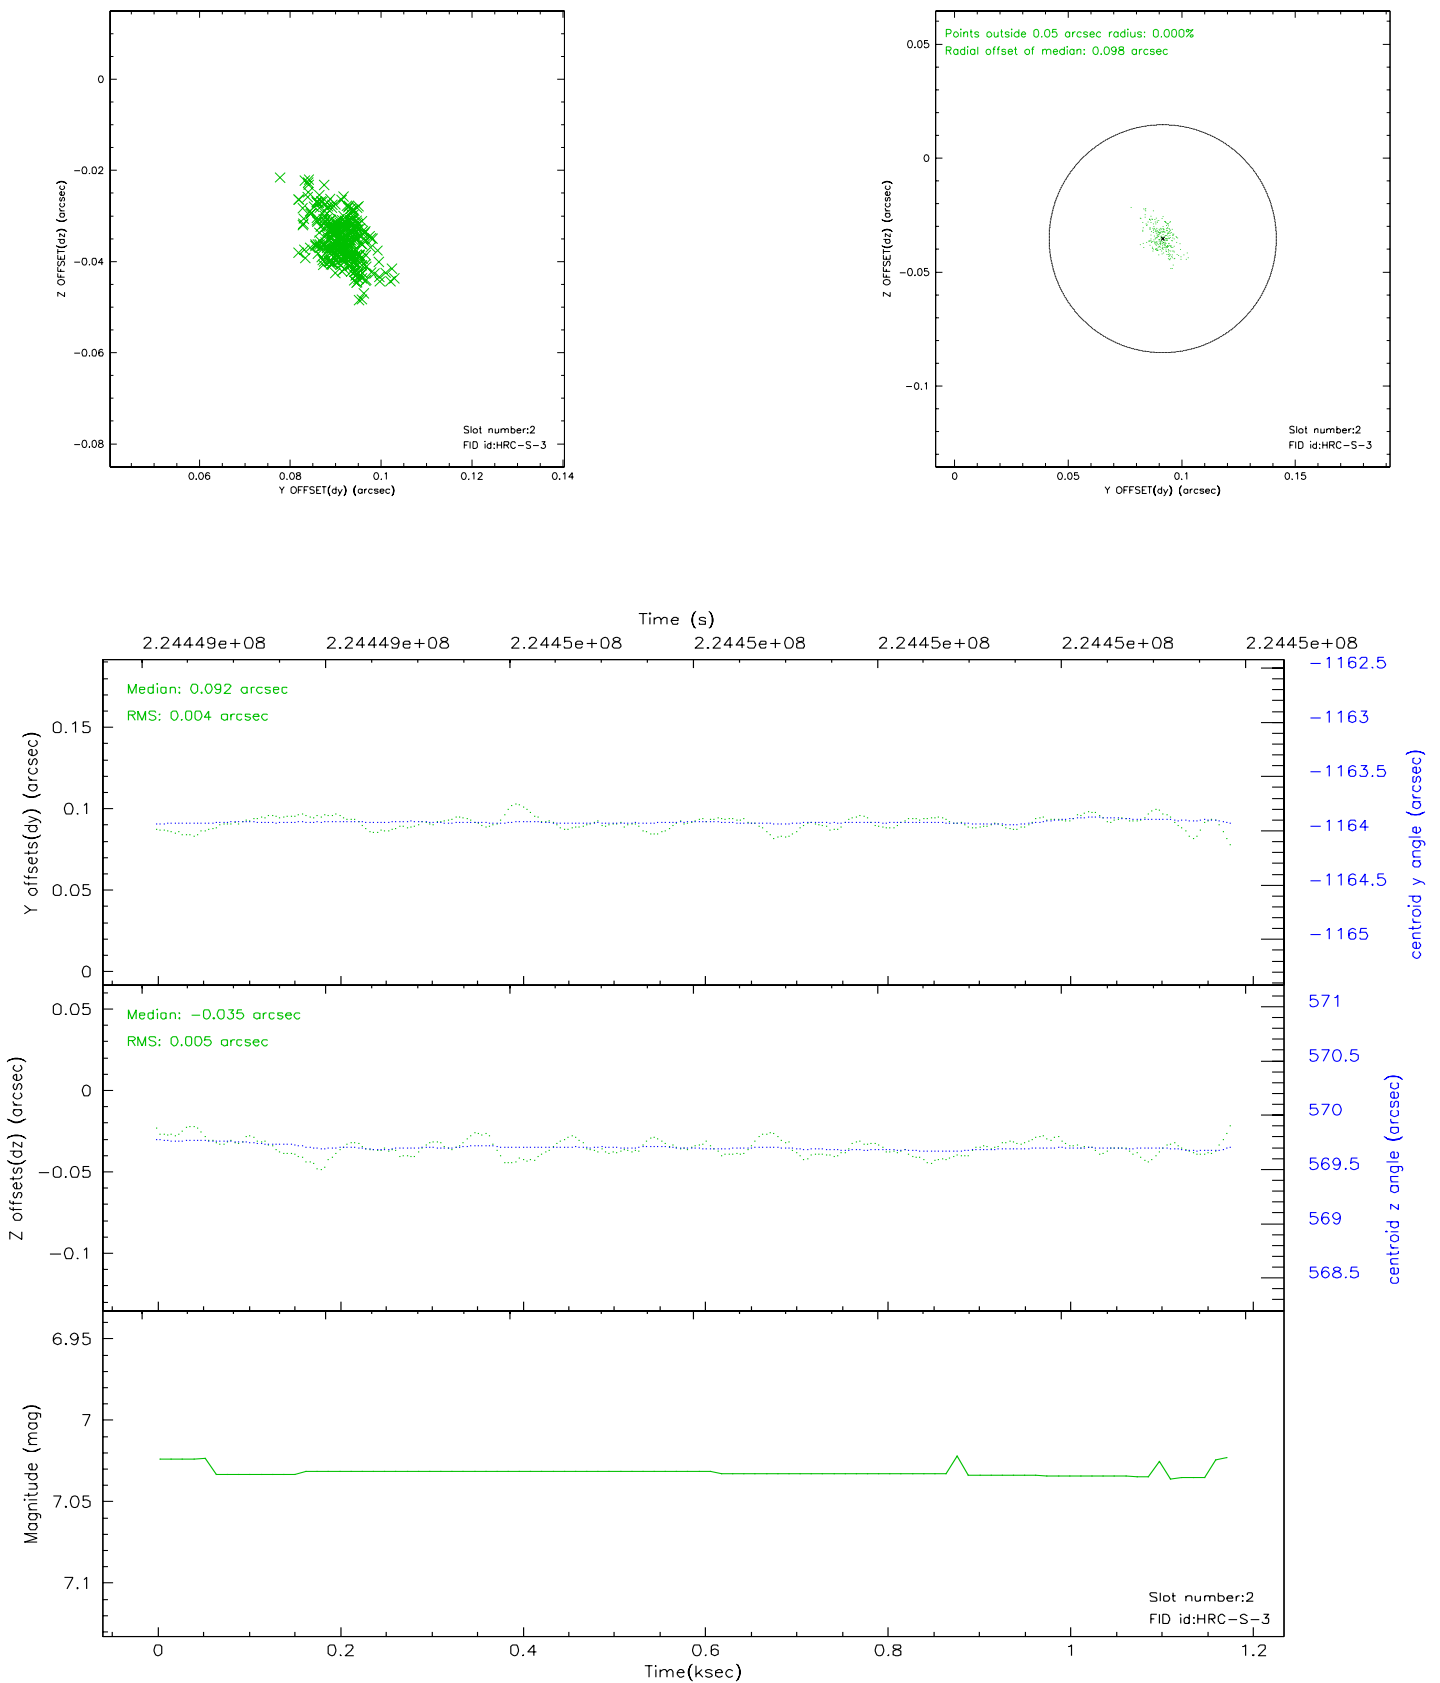 0
−0.02
−0.04
−0.06
−0.08
Z OFFSET(dz) (arcsec)
0.06
0.08
0.1
0.12
0.14
Y OFFSET(dy) (arcsec)
Slot number:2
FID id:HRC−S−3
Points outside 0.05 arcsec radius: 0.000%
Radial offset of median: 0.098 arcsec
0.05
0
−0.05
−0.1
Z OFFSET(dz) (arcsec)
0
0.05
0.1
0.15
Y OFFSET(dy) (arcsec)
Slot number:2
FID id:HRC−S−3
Time (s)
2.24449e+08
2.24449e+08
2.2445e+08
2.2445e+08
2.2445e+08
2.2445e+08
2.2445e+08
Median: 0.092 arcsec
RMS: 0.004 arcsec
0.15
0.1
0.05
0
Y offsets(dy) (arcsec)
−1162.5
−1163
−1163.5
−1164
−1164.5
−1165
centroid y angle (arcsec)
Median: −0.035 arcsec
RMS: 0.005 arcsec
0.05
0
−0.05
−0.1
Z offsets(dz) (arcsec)
571
570.5
570
569.5
569
568.5
centroid z angle (arcsec)
6.95
7
7.05
7.1
Magnitude (mag)
Slot number:2
FID id:HRC−S−3
0
0.2
0.4
0.6
0.8
1
1.2
Time(ksec)